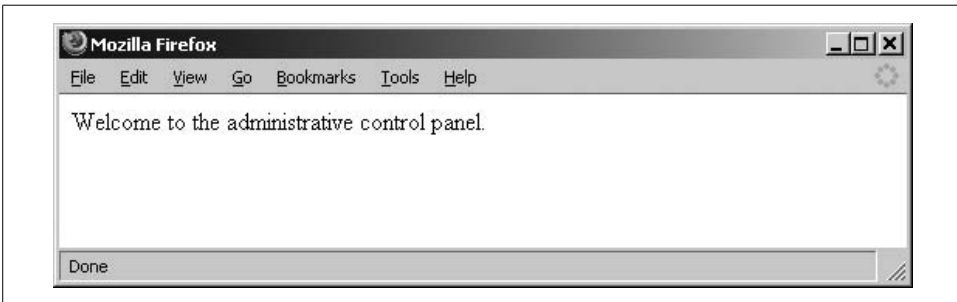 Mozilla Firefox
File Edit View Go Bookmarks Tools Help
Welcome to the administrative control panel.
Done